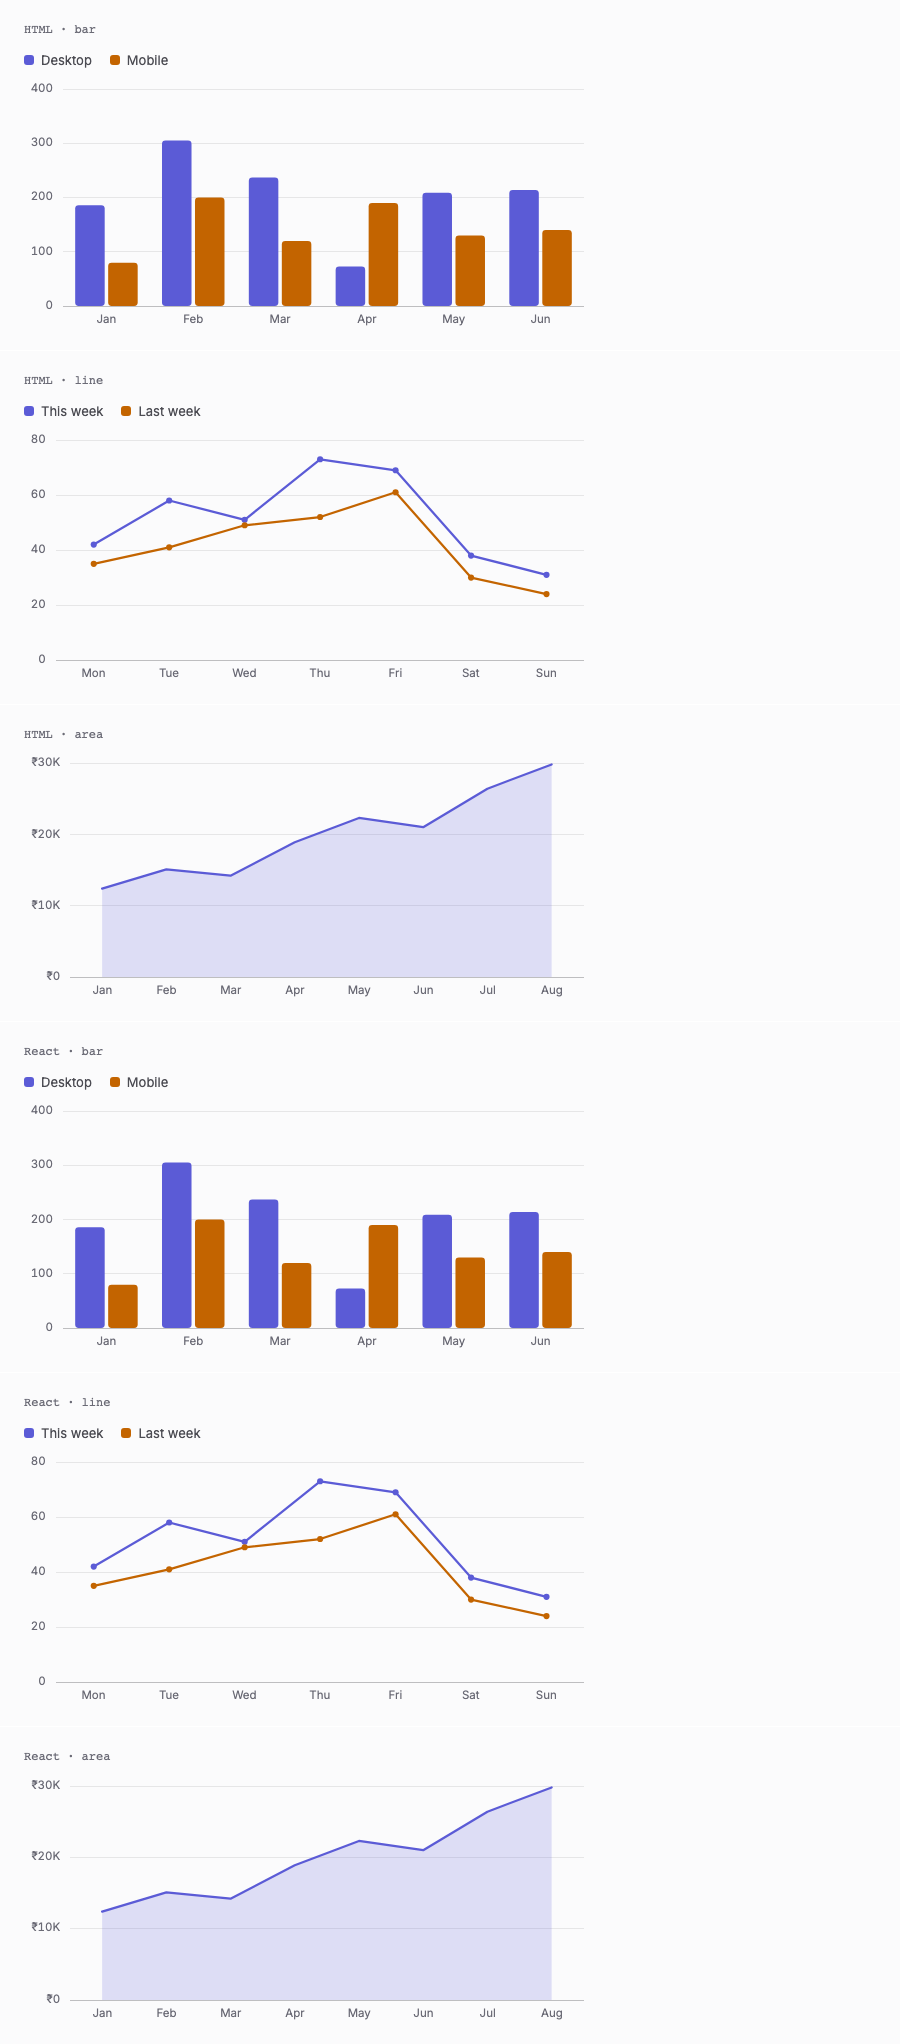 HTML · bar
Desktop Mobile
400
300
200
100
0
Jan Feb Mar Apr May Jun
HTML · line
This week Last week
80
60
40
20
0
Mon Tue Wed Thu Fri Sat Sun
HTML · area
₹30K
₹20K
₹10K
₹0
Jan Feb Mar Apr May Jun Jul Aug
React · bar
Desktop Mobile
400
300
200
100
0
Jan Feb Mar Apr May Jun
React · line
This week Last week
80
60
40
20
0
Mon Tue Wed Thu Fri Sat Sun
React · area
₹30K
₹20K
₹10K
₹0
Jan Feb Mar Apr May Jun Jul Aug